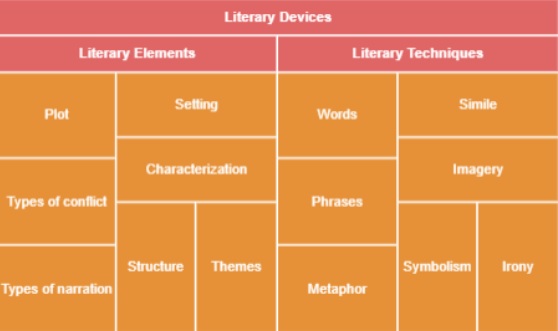 Literary Devices
Literary Elements
Literary Techniques
Plot
Setting
Words
Simile
Characterization
Imagery
Types of conflict
Phrases
Structure
Themes
Symbolism
Irony
Types of narration
Metaphor